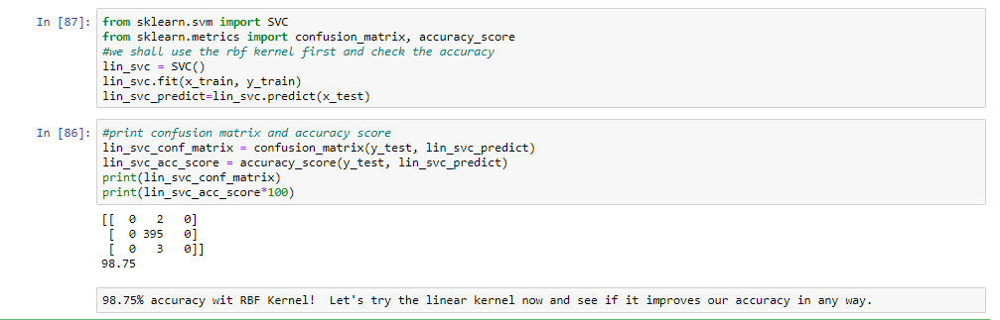 In [87]: from sklearn.svm import SVC
from sklearn.metrics import confusion_matrix, accuracy_score
#we shall use the rbf kernel first and check the accuracy
lin_svc = SVC()
lin_svc.fit(x_train, y_train)
lin_svc_predict=lin_svc.predict(x_test)
In [86]: #print confusion matrix and accuracy score
lin_svc_conf_matrix = confusion_matrix(y_test, lin_svc_predict)
lin_svc_acc_score = accuracy_score(y_test, lin_svc_predict)
print(lin_svc_conf_matrix)
print(lin_svc_acc_score*100)
[[  0   2   0]
 [  0 395   0]
 [  0   3   0]]
98.75
98.75% accuracy wit RBF Kernel!  Let's try the linear kernel now and see if it improves our accuracy in any way.